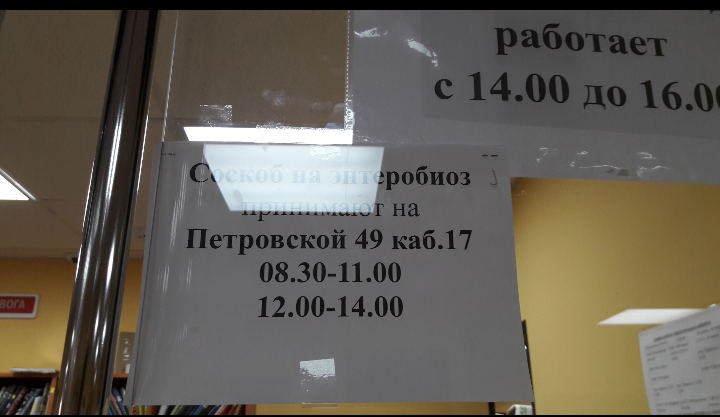 работает
с 14.00 до 16.00
Соскоб на энтеробиоз
принимают на
Петровской 49 каб.17
08.30-11.00
12.00-14.00
ВОГА